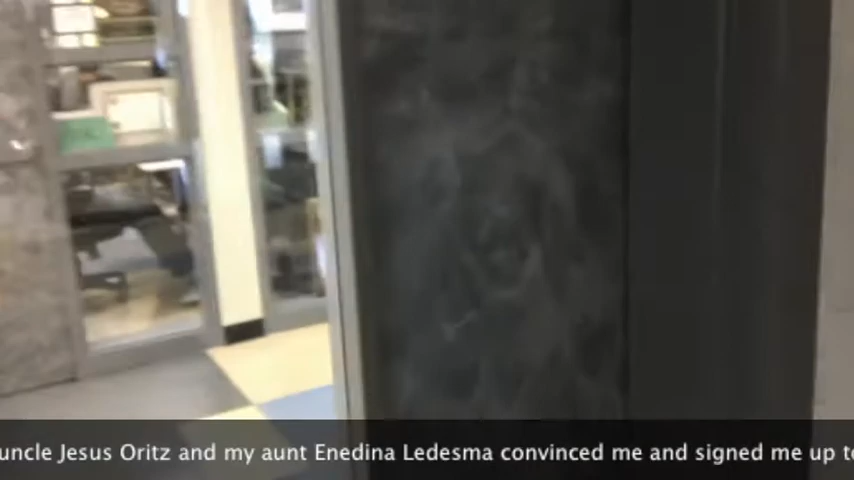 uncle Jesus Oritz and my aunt Enedina Ledesma convinced me and signed me up to